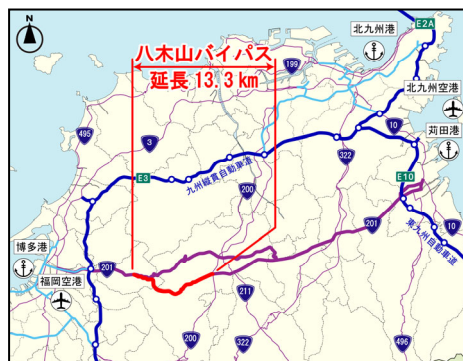 N
E2A
北九州港
八木山バイパス
延長 13.3 km
199
北九州空港
495
3
10
苅田港
322
E3
九州縦貫自動車道
200
E10
201
東九州自動車道
10
博多港
201
福岡空港
211
200
322
496